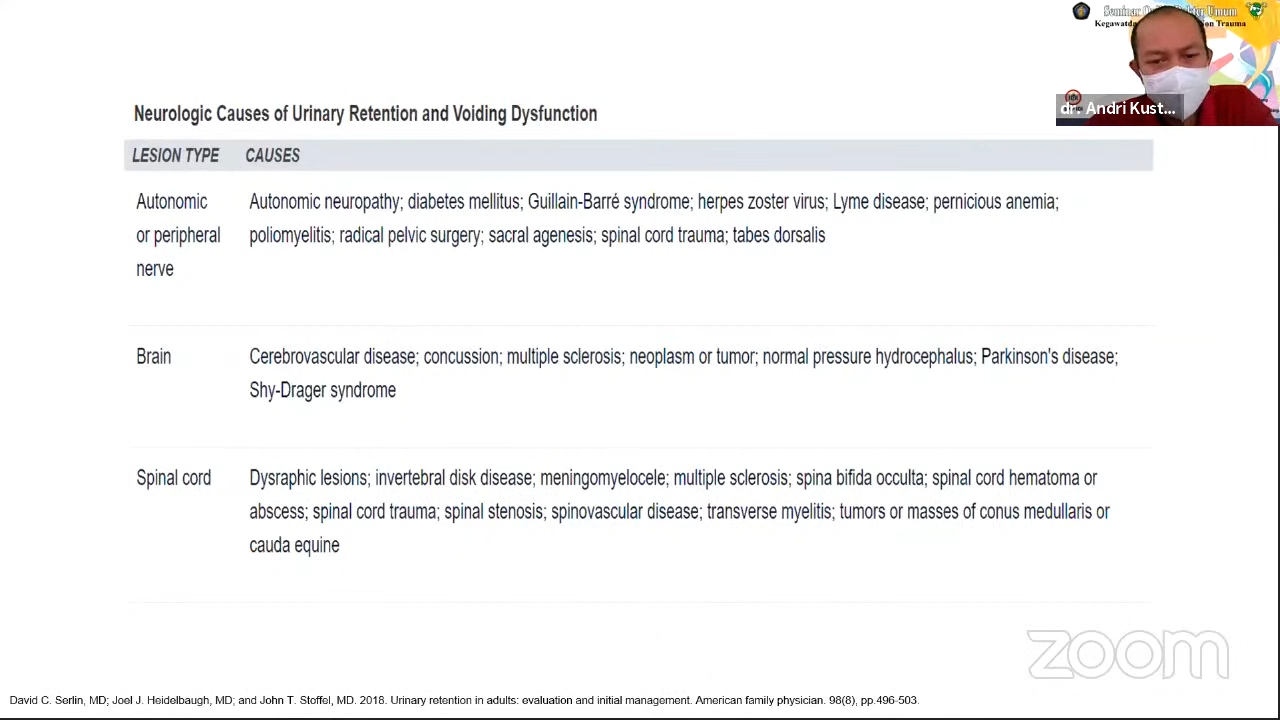 Seminar O
Umum
Kegawatda
on Trauma
dr. Andri Kust...
Neurologic Causes of Urinary Retention and Voiding Dysfunction
LESION TYPE CAUSES
Autonomic Autonomic neuropathy; diabetes mellitus; Guillain-Barré syndrome; herpes zoster virus; Lyme disease; pernicious anemia;
or peripheral poliomyelitis; radical pelvic surgery; sacral agenesis; spinal cord trauma; tabes dorsalis
nerve
Brain Cerebrovascular disease; concussion; multiple sclerosis; neoplasm or tumor; normal pressure hydrocephalus; Parkinson's disease;
Shy-Drager syndrome
Spinal cord Dysraphic lesions; invertebral disk disease; meningomyelocele; multiple sclerosis; spina bifida occulta; spinal cord hematoma or
abscess; spinal cord trauma; spinal stenosis; spinovascular disease; transverse myelitis; tumors or masses of conus medullaris or
cauda equine
zoom
David C. Serlin, MD; Joel J. Heidelbaugh, MD; and John T. Stoffel, MD. 2018. Urinary retention in adults: evaluation and initial management. American family physician. 98(8), pp.496-503.